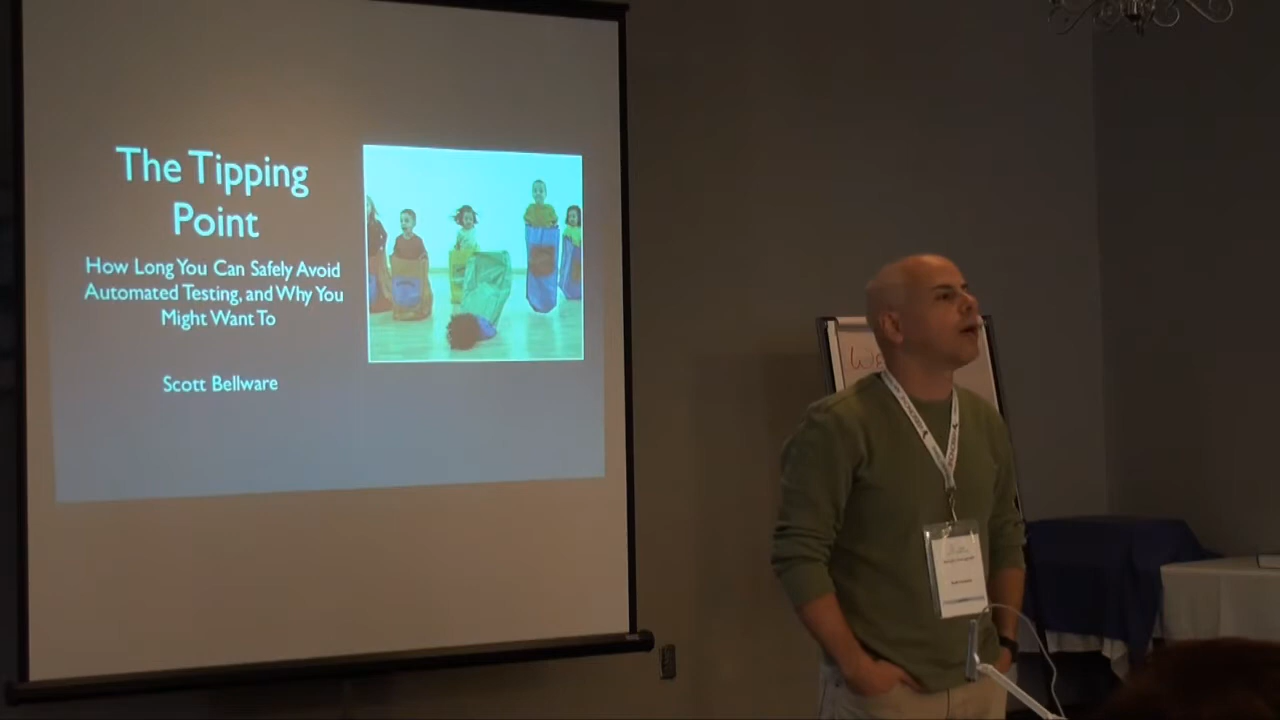 The Tipping
Point
How Long You Can Safely Avoid
Automated Testing, and Why You
Might Want To
Scott Bellware